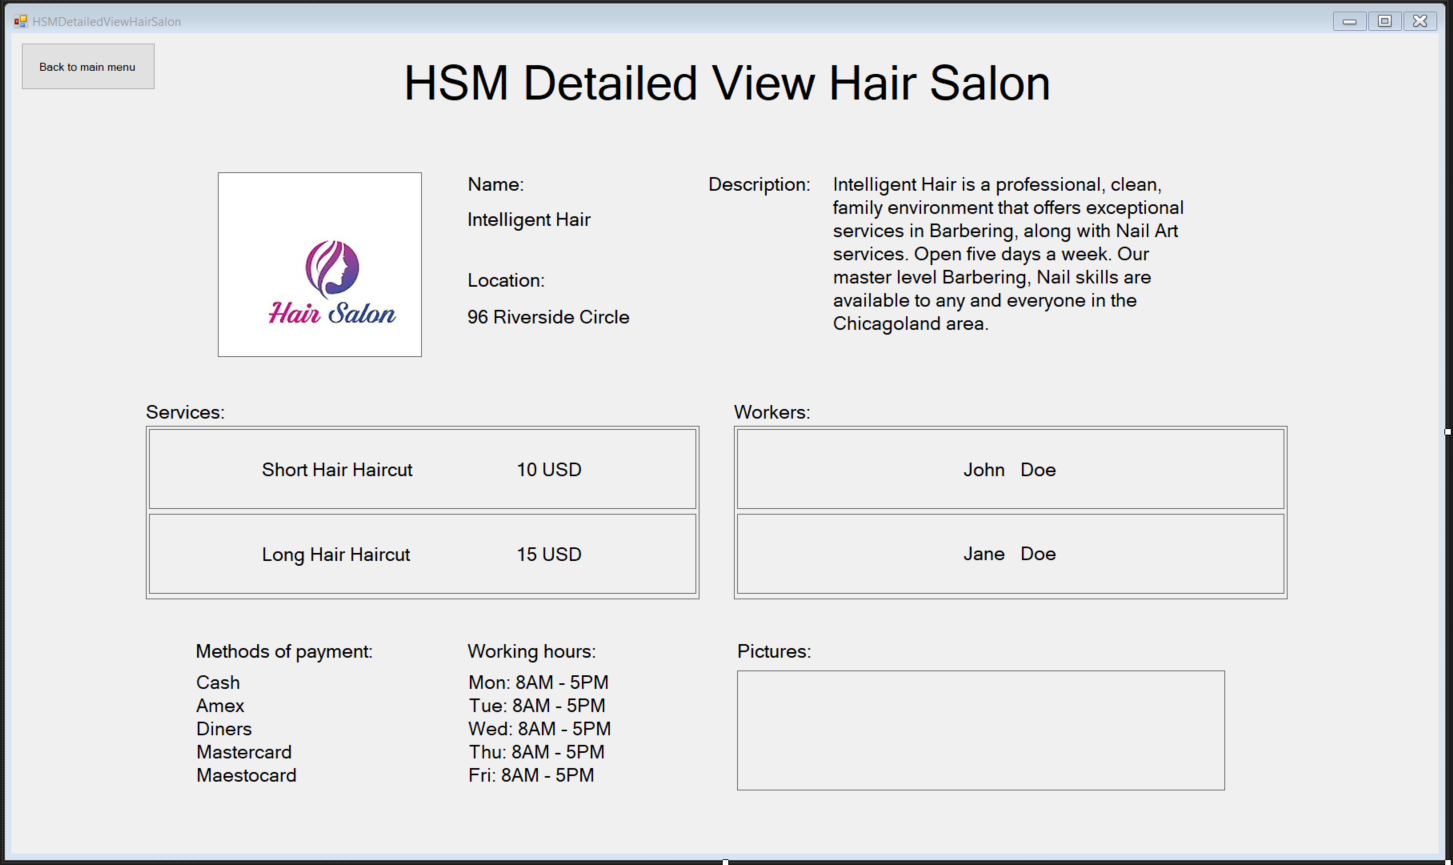 HSMDetailedViewHairSalon
Back to main menu
HSM Detailed View Hair Salon
Hair Salon
Name:
Intelligent Hair
Location:
96 Riverside Circle
Description:
Intelligent Hair is a professional, clean,
family environment that offers exceptional
services in Barbering, along with Nail Art
services. Open five days a week. Our
master level Barbering, Nail skills are
available to any and everyone in the
Chicagoland area.
Services:
Short Hair Haircut 10 USD
Long Hair Haircut 15 USD
Workers:
John Doe
Jane Doe
Methods of payment:
Cash
Amex
Diners
Mastercard
Maestocard
Working hours:
Mon: 8AM - 5PM
Tue: 8AM - 5PM
Wed: 8AM - 5PM
Thu: 8AM - 5PM
Fri: 8AM - 5PM
Pictures: